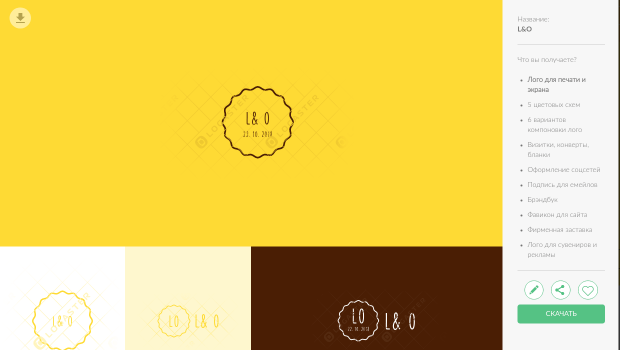 L& O
22. 10. 2018
L& O
LO
L& O
LO
22. 10. 2018
L& O
Название:
L&O
Что вы получаете?
Лого для печати и
экрана
5 цветовых схем
6 вариантов
компоновки лого
Визитки, конверты,
бланки
Оформление соцсетей
Подпись для емейлов
Брэндбук
Фавикон для сайта
Фирменная заставка
Лого для сувениров и
рекламы
СКАЧАТЬ